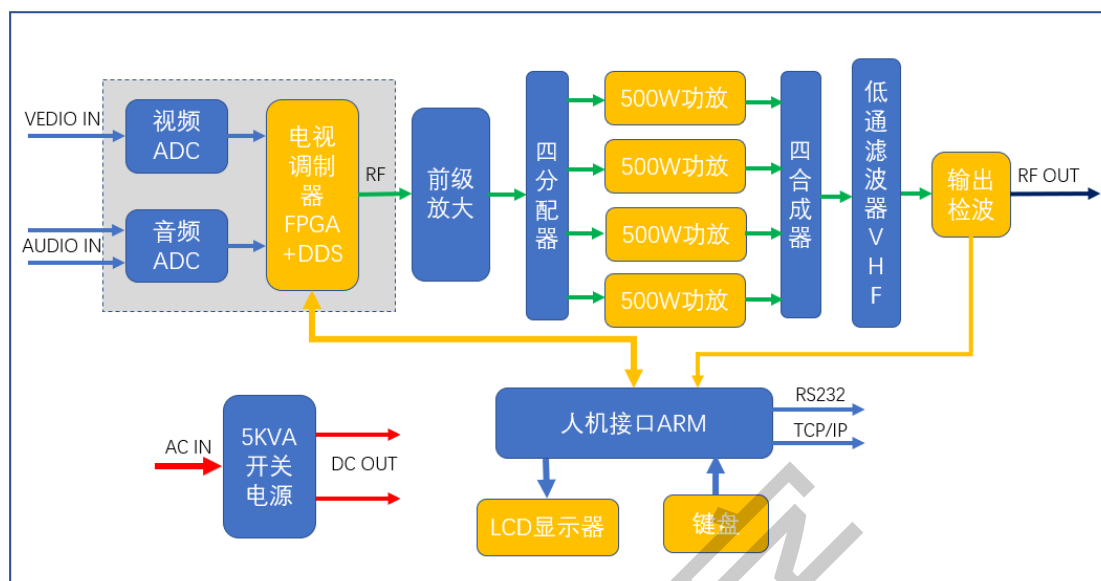 VEDIO IN
视频
ADC
AUDIO IN
音频
ADC
电视
调制
器
FPGA
+DDS
RF
前级
放大
四
分
配
器
500W功放
500W功放
500W功放
500W功放
四
合
成
器
低
通
滤
波
器
V
H
F
输出
检波
RF OUT
人机接口ARM
RS232
TCP/IP
LCD显示器
键盘
AC IN
5KVA
开关
电源
DC OUT